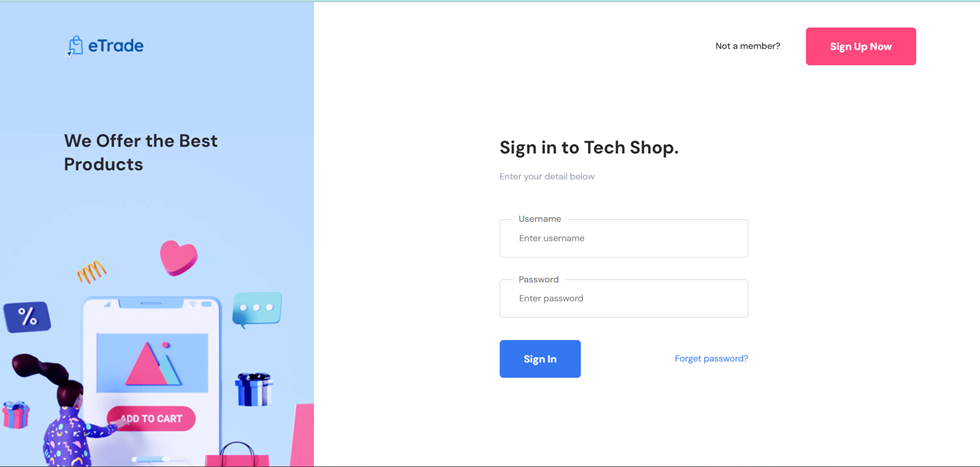 eTrade
Not a member?
Sign Up Now
We Offer the Best
Products
Sign in to Tech Shop.
Enter your detail below
Username
Enter username
Password
Enter password
Sign In
Forget password?
%
ADD TO CART